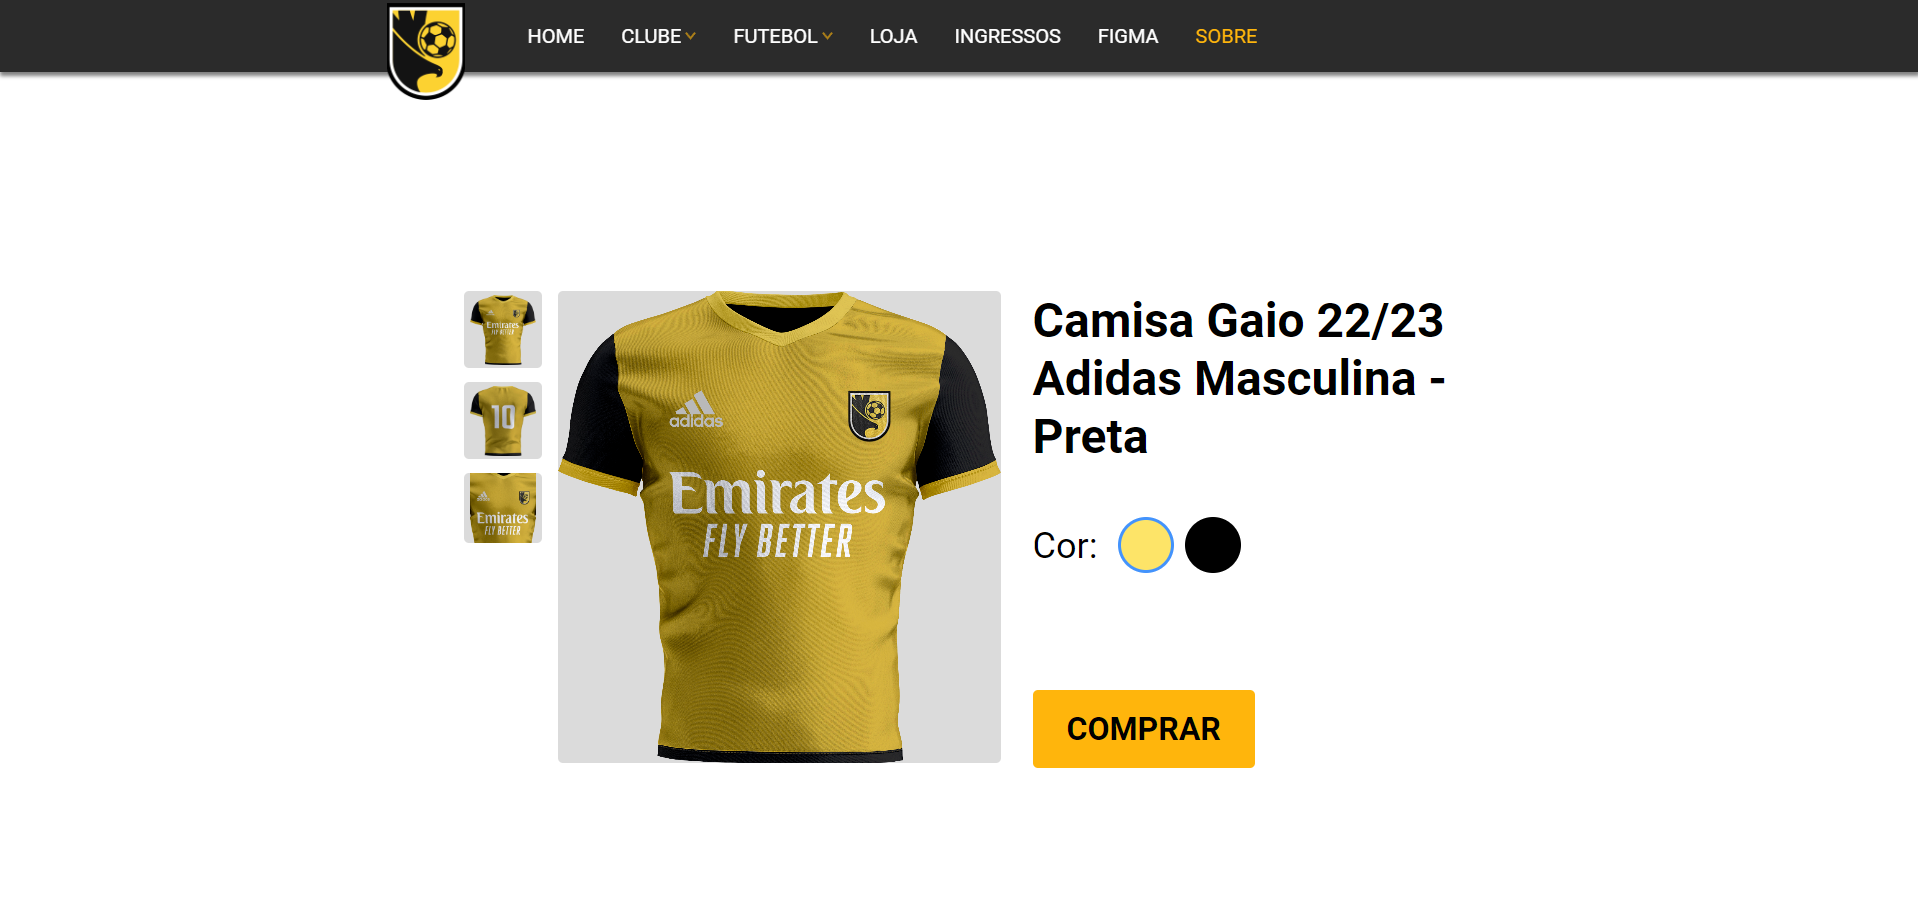 HOME CLUBE FUTEBOL LOJA INGRESSOS FIGMA SOBRE
Emirates
FLY BETTER
10
Emirates
FLY BETTER
adidas
Emirates
FLY BETTER
Camisa Gaio 22/23
Adidas Masculina -
Preta
Cor:
COMPRAR